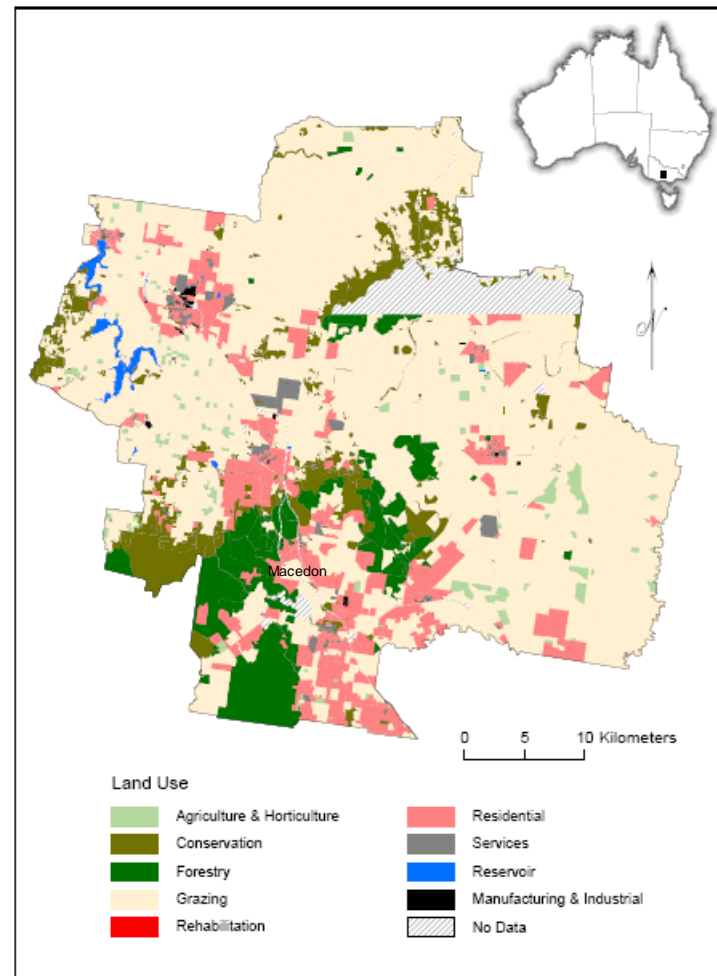 N
Macedon
0 5 10 Kilometers
Land Use
Agriculture & Horticulture
Conservation
Forestry
Grazing
Rehabilitation
Residential
Services
Reservoir
Manufacturing & Industrial
No Data